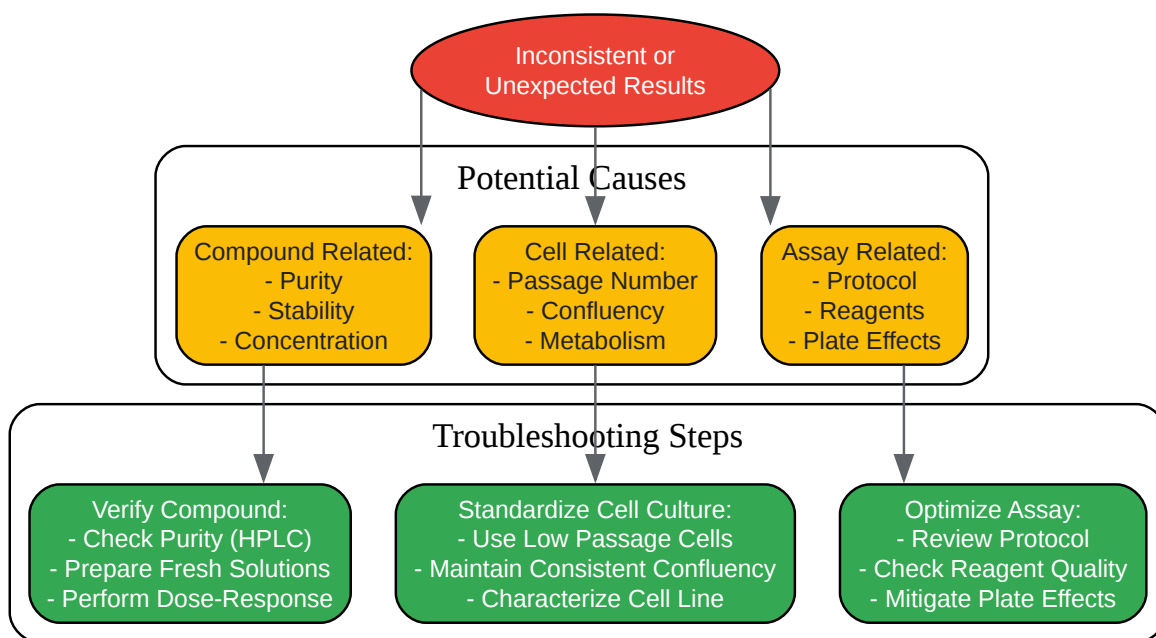 Inconsistent or
Unexpected Results
Potential Causes
Compound Related:
- Purity
- Stability
- Concentration
Cell Related:
- Passage Number
- Confluency
- Metabolism
Assay Related:
- Protocol
- Reagents
- Plate Effects
Troubleshooting Steps
Verify Compound:
- Check Purity (HPLC)
- Prepare Fresh Solutions
- Perform Dose-Response
Standardize Cell Culture:
- Use Low Passage Cells
- Maintain Consistent Confluency
- Characterize Cell Line
Optimize Assay:
- Review Protocol
- Check Reagent Quality
- Mitigate Plate Effects